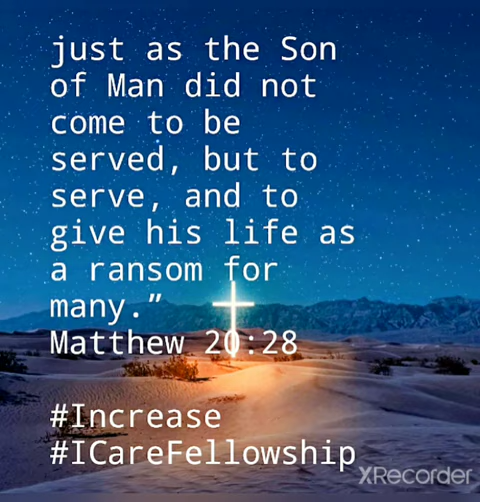 just as the Son
of Man did not
come to be
served, but to
serve, and to
give his life as
a ransom for
many.”
Matthew 20:28
#Increase
#ICareFellowship
XRecorder